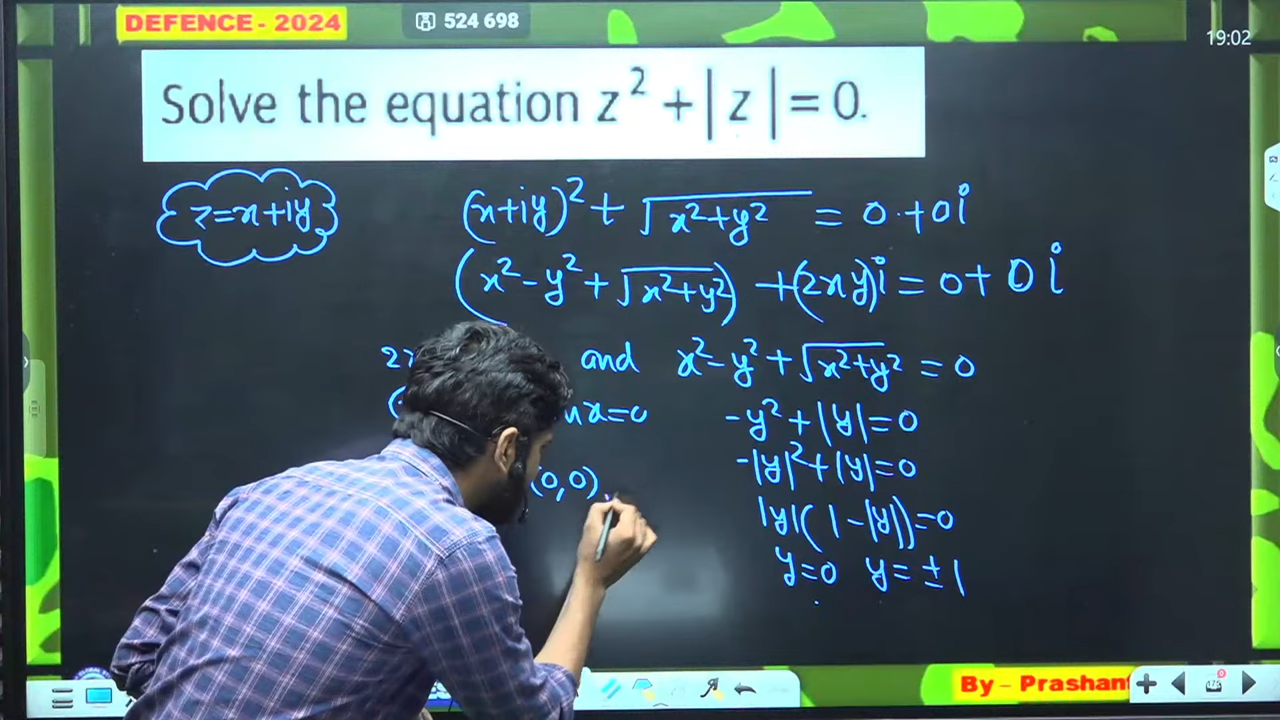 DEFENCE - 2024
524 698
19:02
Solve the equation z² + |z| = 0.
z=x+iy
(x+iy)² + √x²+y² = 0+0i
(x²-y²+√x²+y²) +(2xy)i = 0+0i
and x²-y²+√x²+y² = 0
x=0 -y²+|y|=0
-|y|²+|y|=0
(0,0), |y|(1-|y|)=0
y=0 y=±1
By - Prashant